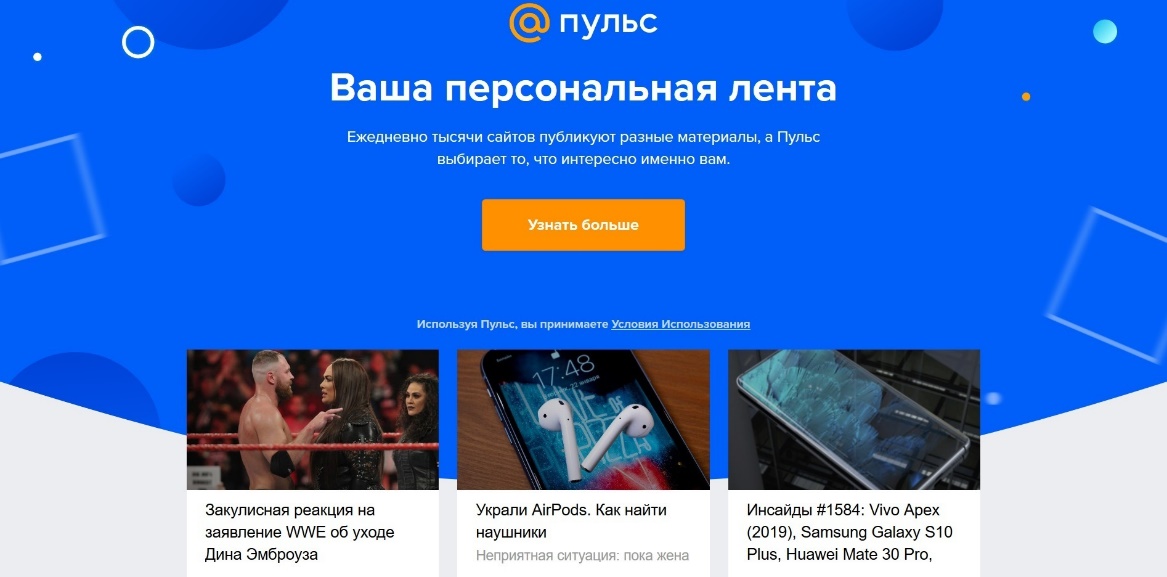 @ пульс
Ваша персональная лента
Ежедневно тысячи сайтов публикуют разные материалы, а Пульс
выбирает то, что интересно именно вам.
Узнать больше
Используя Пульс, вы принимаете Условия Использования
17:48
22 января
Закулисная реакция на
заявление WWE об уходе
Дина Эмброуза
Украли AirPods. Как найти
наушники
Неприятная ситуация: пока жена
Инсайды #1584: Vivo Apex
(2019), Samsung Galaxy S10
Plus, Huawei Mate 30 Pro,